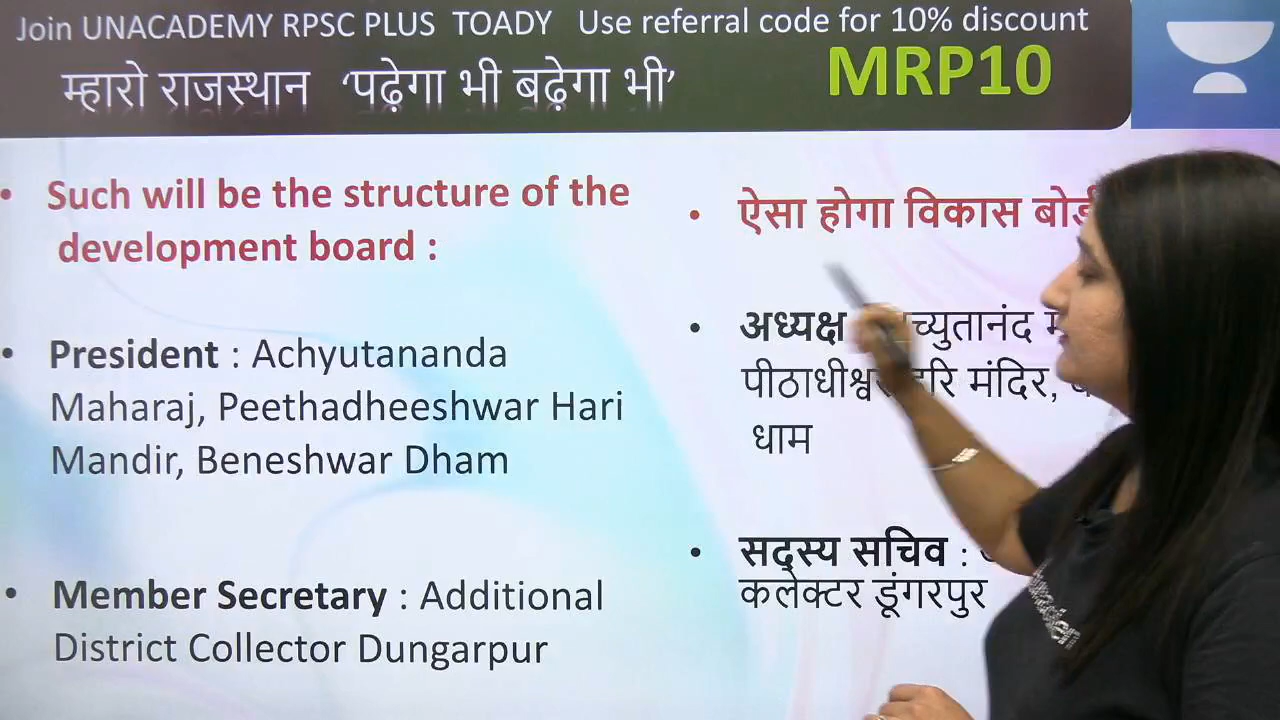 Join UNACADEMY RPSC PLUS TOADY Use referral code for 10% discount
म्हारो राजस्थान ‘पढ़ेगा भी बढ़ेगा भी’ MRP10
• Such will be the structure of the
development board :
• President : Achyutananda
Maharaj, Peethadheeshwar Hari
Mandir, Beneshwar Dham
• Member Secretary : Additional
District Collector Dungarpur
• ऐसा होगा विकास
• अध्यक्ष
मंदिर,
धाम
• सदस्य सचिव :
कलेक्टर डूंगरपुर